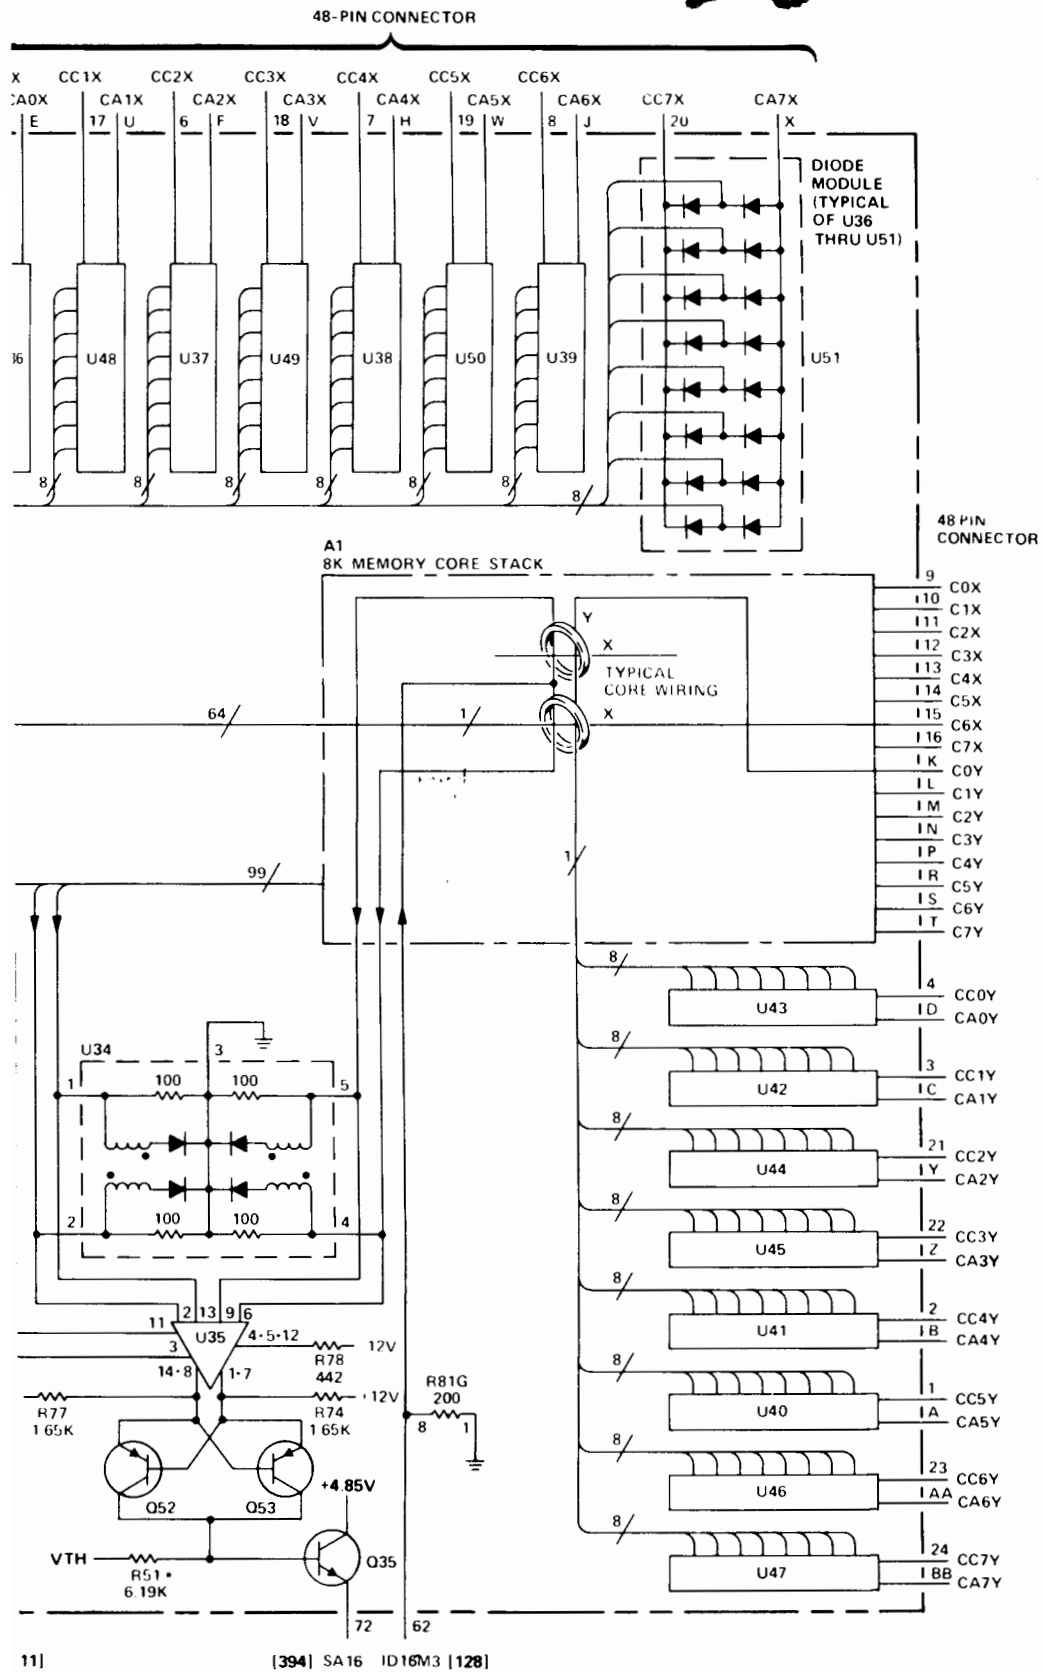 48-PIN CONNECTOR
X CC1X CC2X CC3X CC4X CC5X CC6X CC7X
CA0X CA1X CA2X CA3X CA4X CA5X CA6X CA7X
E 17 U 6 F 18 V 7 H 19 W 8 J 20 X
DIODE
MODULE
(TYPICAL
OF U36
THRU U51)
36 U48 U37 U49 U38 U50 U39 U51
8 8 8 8 8 8 8
48 PIN
CONNECTOR
A1
8K MEMORY CORE STACK
9 C0X
10 C1X
11 C2X
12 C3X
13 C4X
14 C5X
15 C6X
16 C7X
K C0Y
L C1Y
M C2Y
N C3Y
P C4Y
R C5Y
S C6Y
T C7Y
Y
X
TYPICAL
CORE WIRING
64 1 X
1
99
8 U43 4 CC0Y
D CA0Y
8 U42 3 CC1Y
C CA1Y
8 U44 21 CC2Y
Y CA2Y
8 U45 22 CC3Y
Z CA3Y
8 U41 2 CC4Y
B CA4Y
8 U40 1 CC5Y
A CA5Y
8 U46 23 CC6Y
AA CA6Y
8 U47 24 CC7Y
BB CA7Y
U34 3
1 100 100 5
2 100 100 4
2 13 9 6
11 U35 4·5·12
3 R78 12V
442
14·8 1·7
R77 R74 +12V
1 65K 1 65K
R81G
200
8 1
Q52 Q53 +4.85V
VTH R51* Q35
6.19K
72 62
11] [394] SA16 ID16M3 [128]